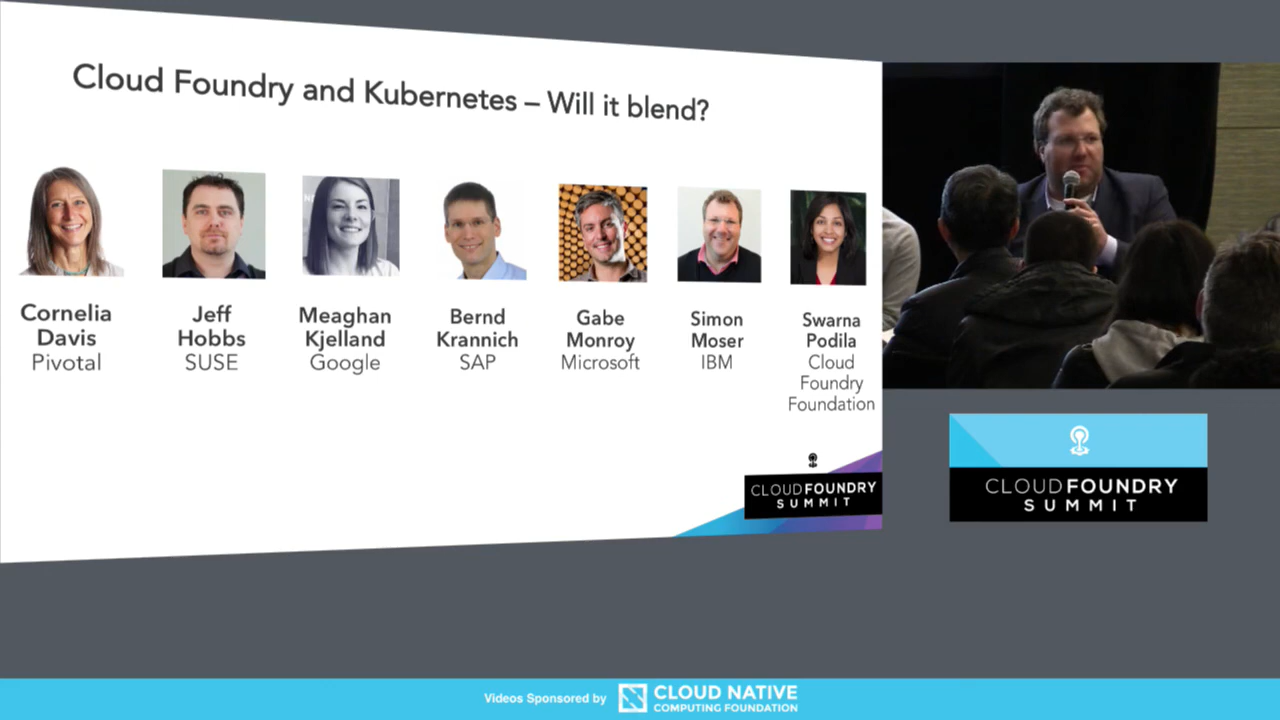 Cloud Foundry and Kubernetes – Will it blend?
Cornelia
Davis
Pivotal
Jeff
Hobbs
SUSE
Meaghan
Kjelland
Google
Bernd
Krannich
SAP
Gabe
Monroy
Microsoft
Simon
Moser
IBM
Swarna
Podila
Cloud
Foundry
Foundation
CLOUDFOUNDRY
SUMMIT
CLOUDFOUNDRY
SUMMIT
Videos Sponsored by
CLOUD NATIVE
COMPUTING FOUNDATION